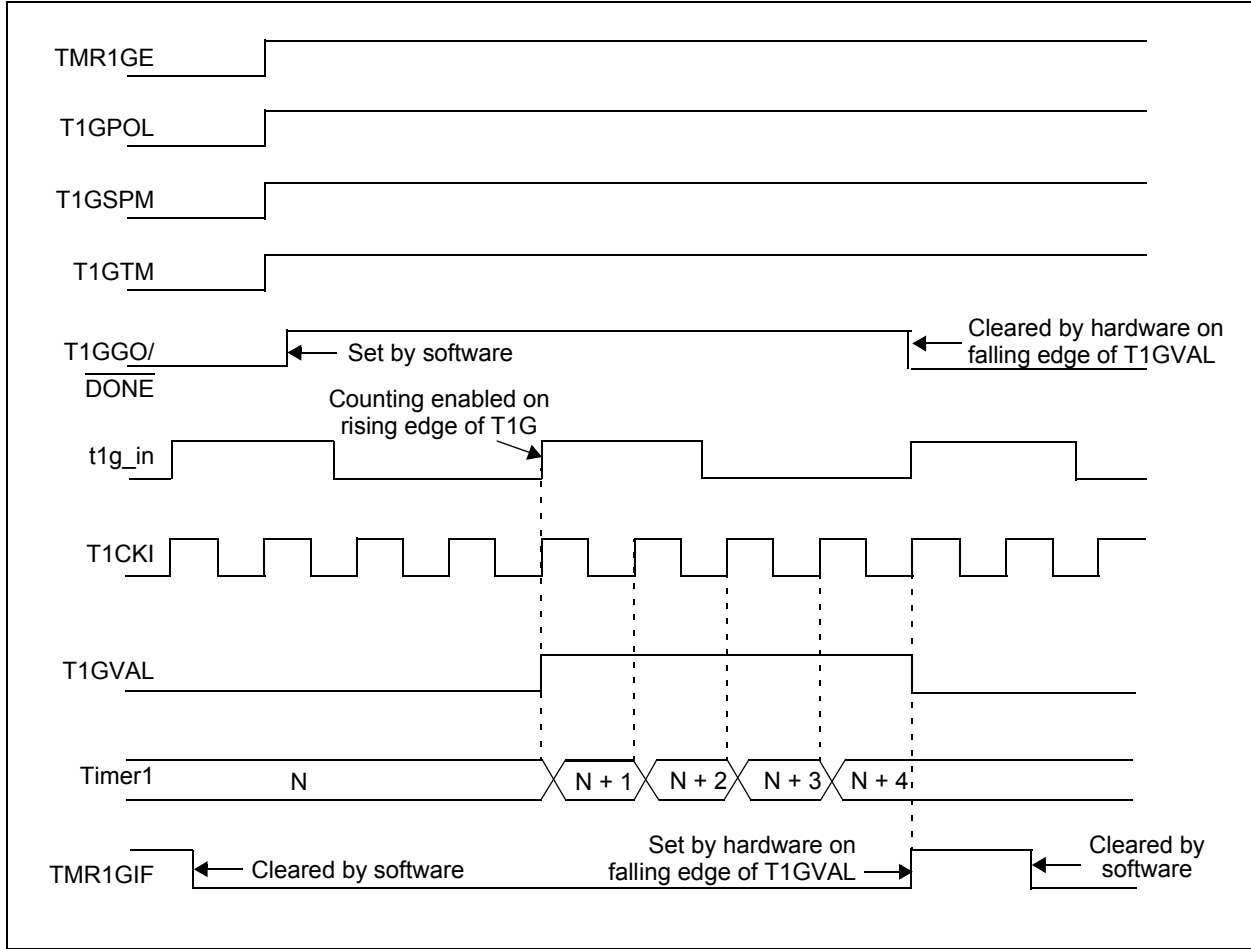 TMR1GE
T1GPOL
T1GSPM
T1GTM
T1GGO/
DONE
Set by software
Cleared by hardware on
falling edge of T1GVAL
Counting enabled on
rising edge of T1G
t1g_in
T1CKI
T1GVAL
Timer1
N
N + 1
N + 2
N + 3
N + 4
TMR1GIF
Cleared by software
Set by hardware on
falling edge of T1GVAL
Cleared by
software